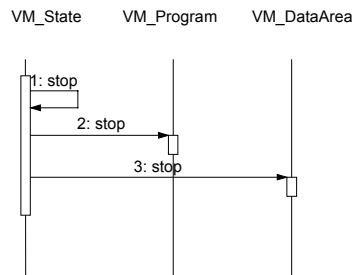 VM_State VM_Program VM_DataArea
1: stop
2: stop
3: stop